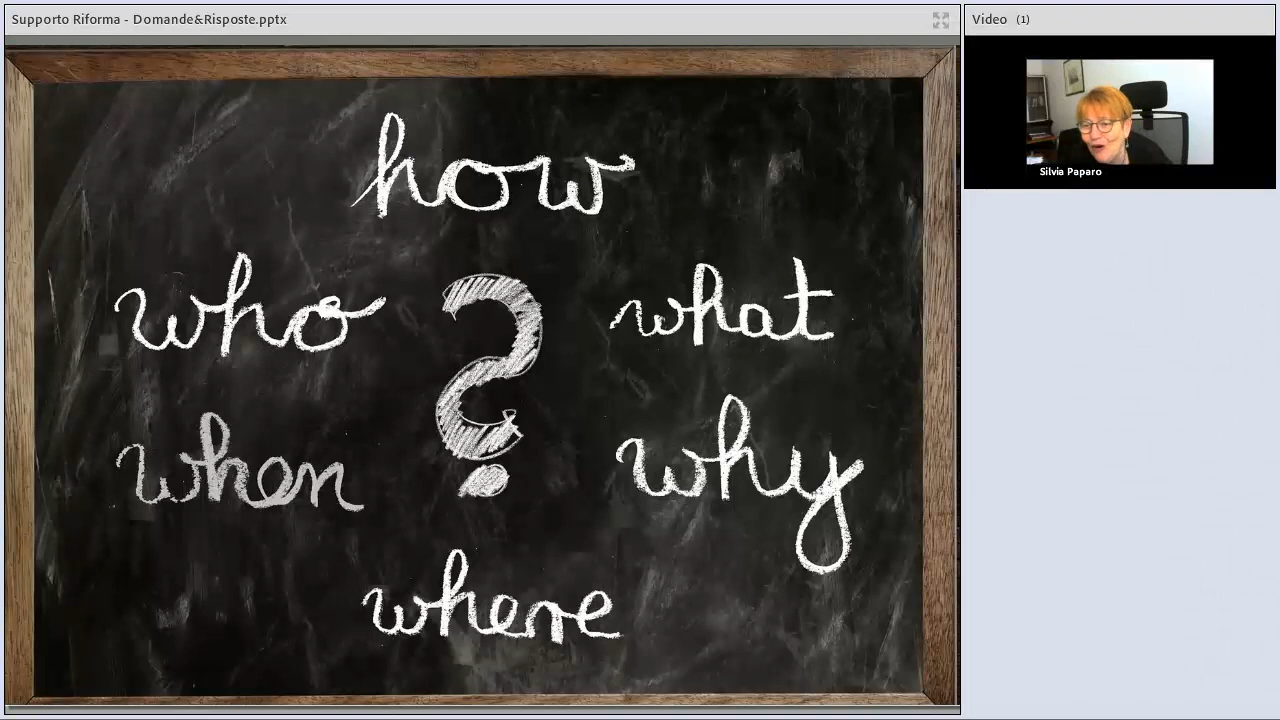 Supporto Riforma - Domande&Risposte.pptx
Video (1)
Silvia Paparo
how
who ? what
when why
where